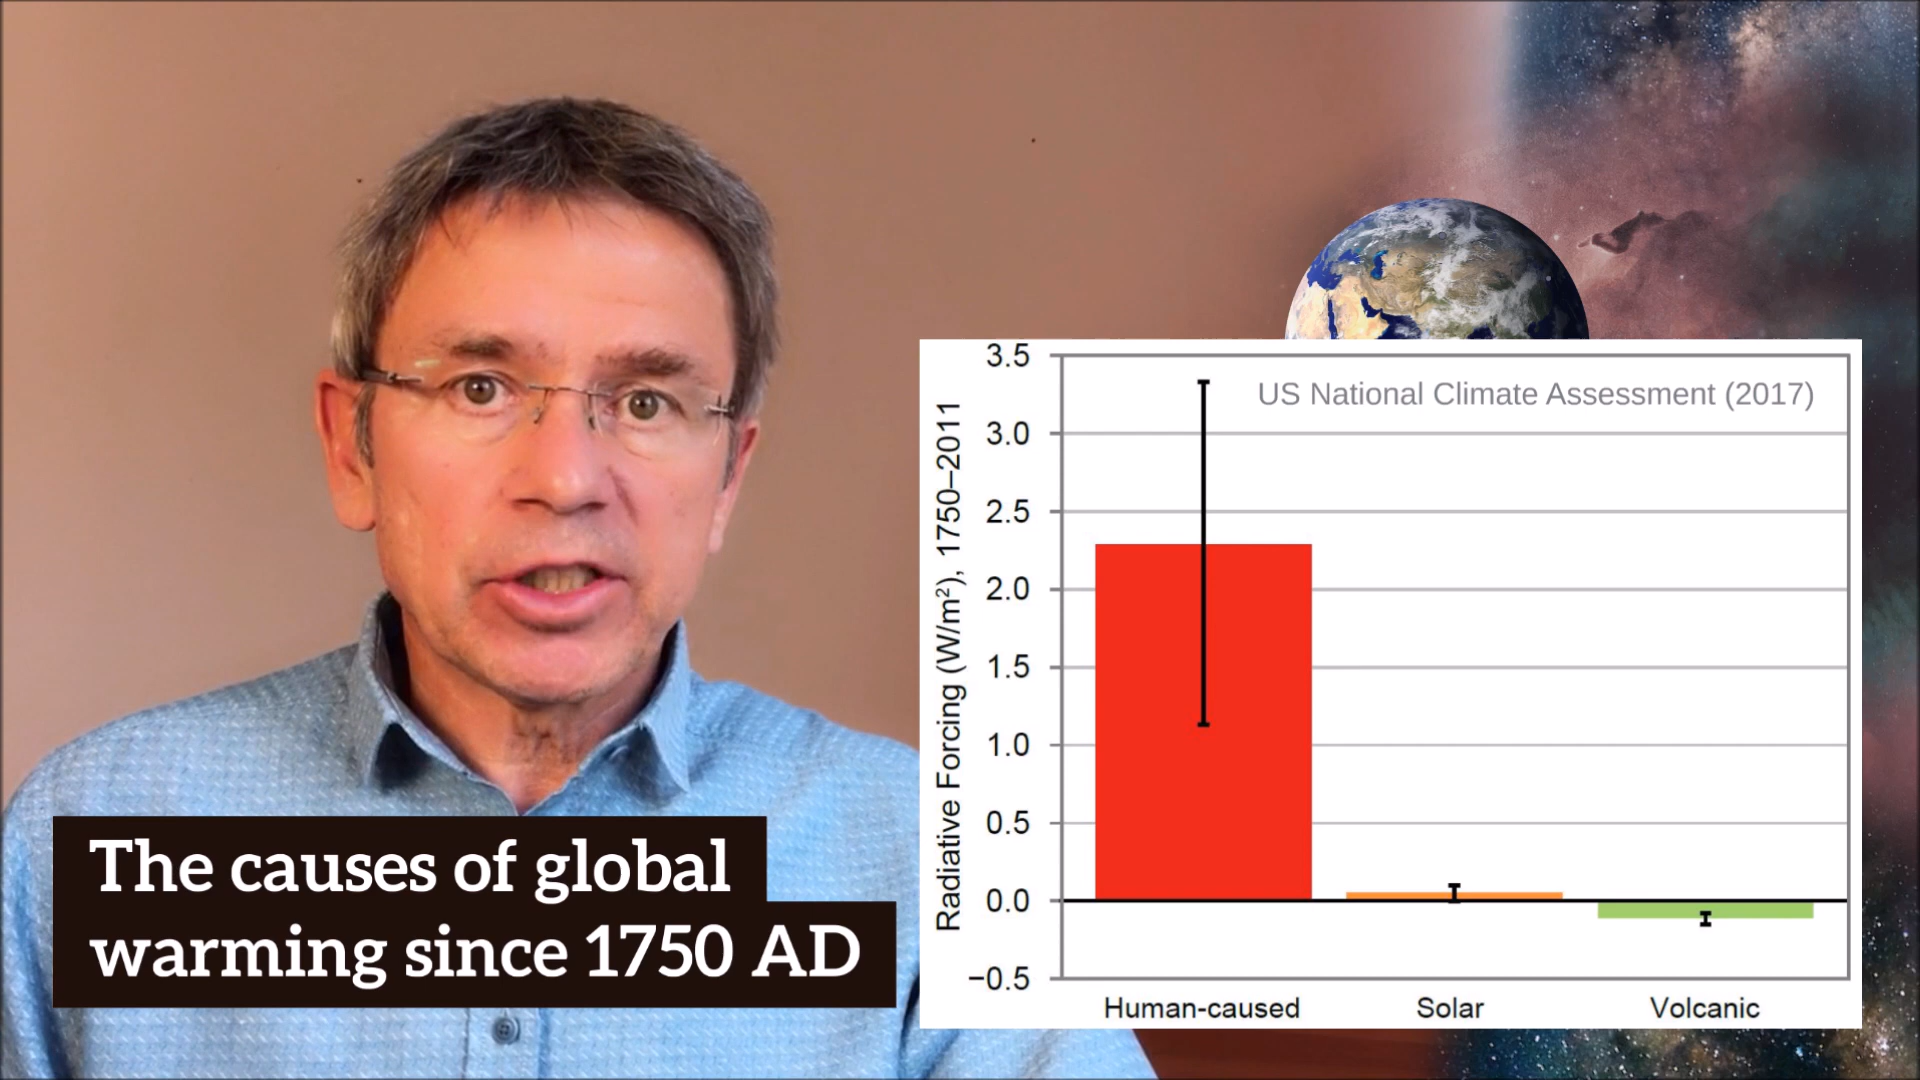 The causes of global
warming since 1750 AD
US National Climate Assessment (2017)
Radiative Forcing (W/m²), 1750–2011
3.5
3.0
2.5
2.0
1.5
1.0
0.5
0.0
−0.5
Human-caused
Solar
Volcanic